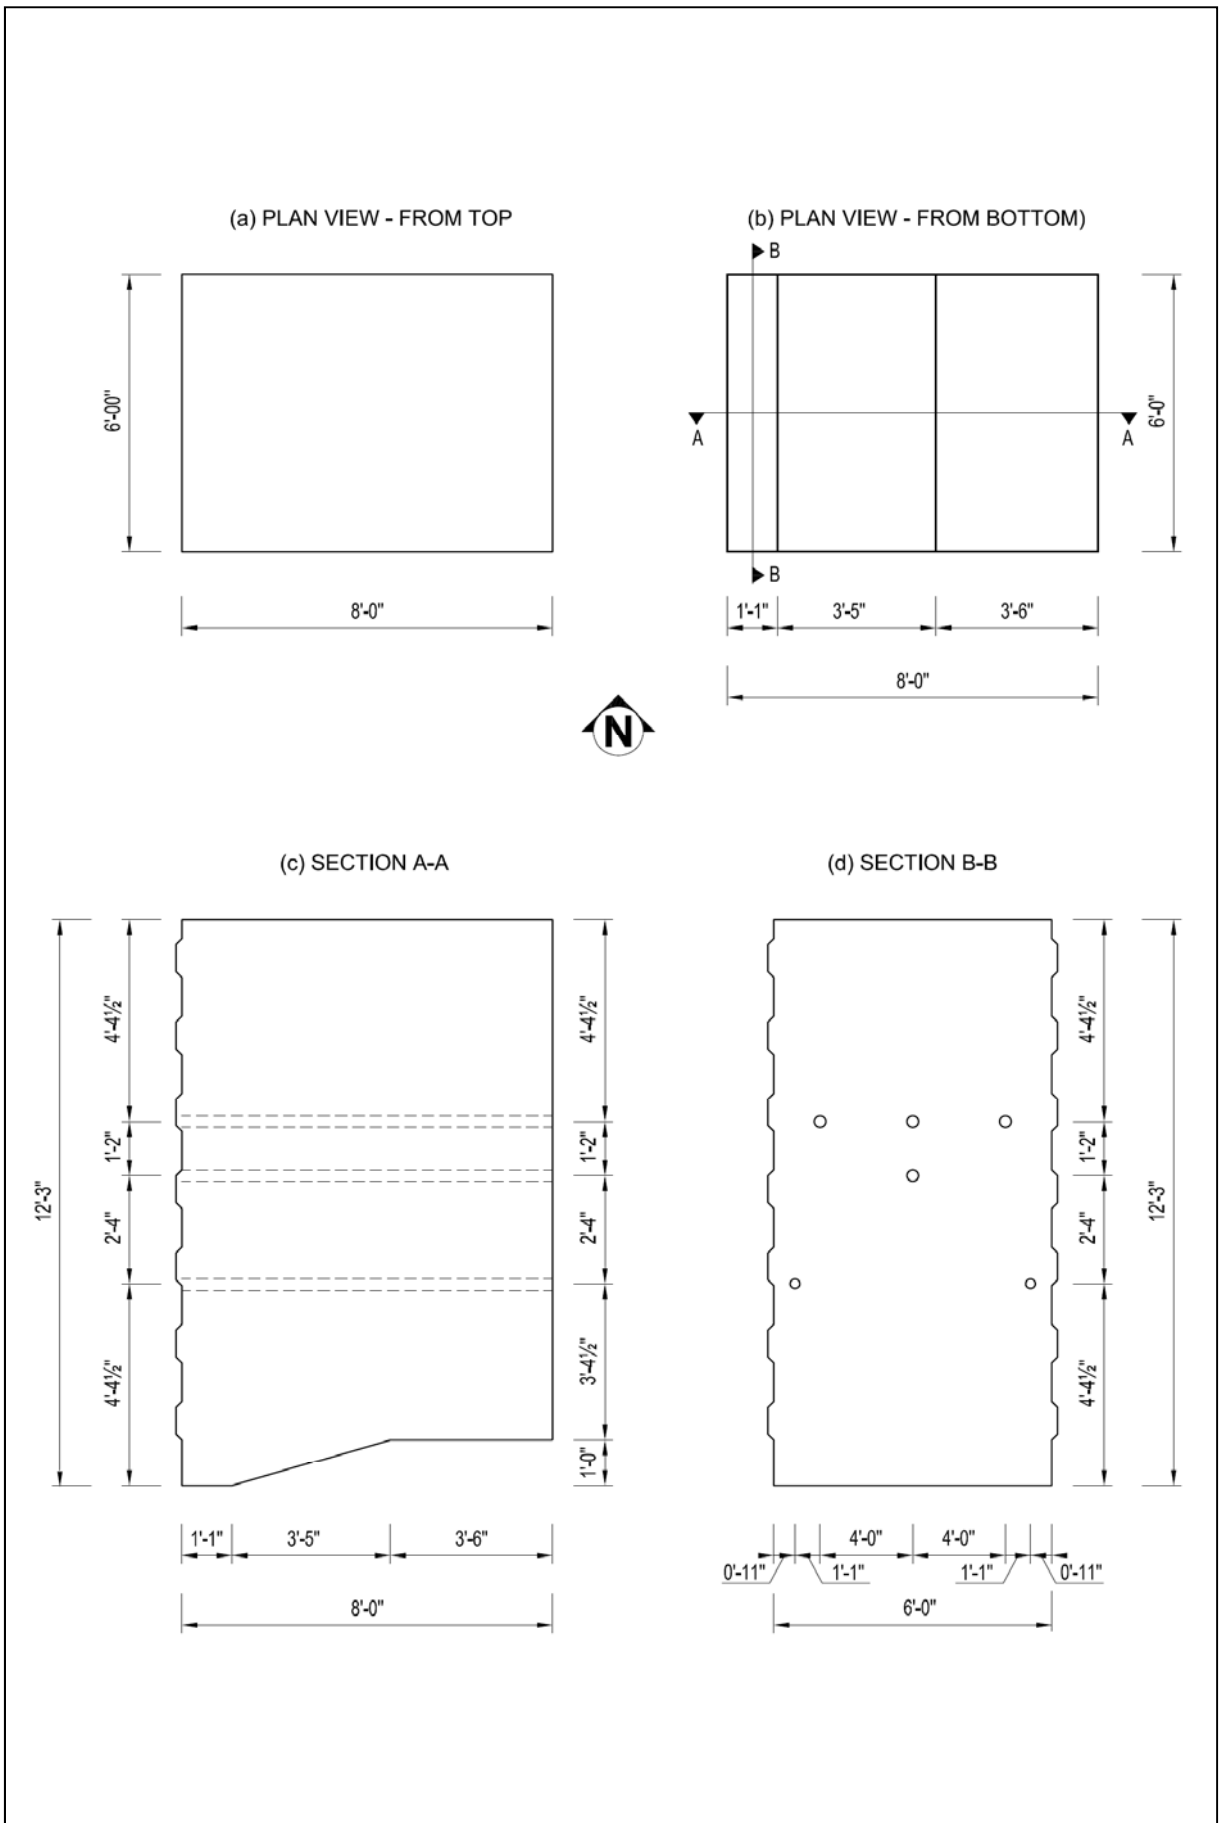 (a) PLAN VIEW - FROM TOP
(b) PLAN VIEW - FROM BOTTOM)
B
6'-00"
A
A
6'-0"
B
8'-0"
1'-1" 3'-5" 3'-6"
8'-0"
N
(c) SECTION A-A
(d) SECTION B-B
12'-3"
4'-4½"
1'-2"
2'-4"
4'-4½"
4'-4½"
1'-2"
2'-4"
3'-4½"
1'-0"
1'-1" 3'-5" 3'-6"
8'-0"
4'-4½"
1'-2"
2'-4"
4'-4½"
12'-3"
4'-0" 4'-0"
0'-11" 1'-1" 1'-1" 0'-11"
6'-0"